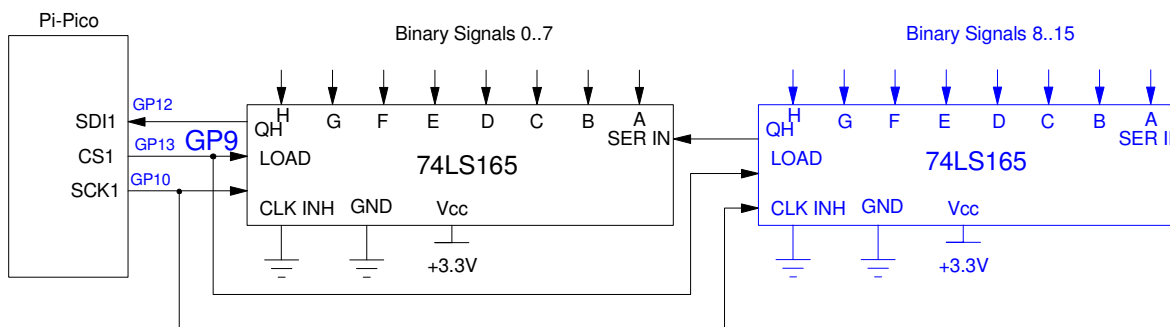 Pi-Pico
Binary Signals 0..7
Binary Signals 8..15
SDI1
GP12
CS1
GP13
GP9
SCK1
GP10
H G F E D C B A
QH
SER IN
LOAD
74LS165
CLK INH
GND
Vcc
+3.3V
H G F E D C B A
QH
SER IN
LOAD
74LS165
CLK INH
GND
Vcc
+3.3V